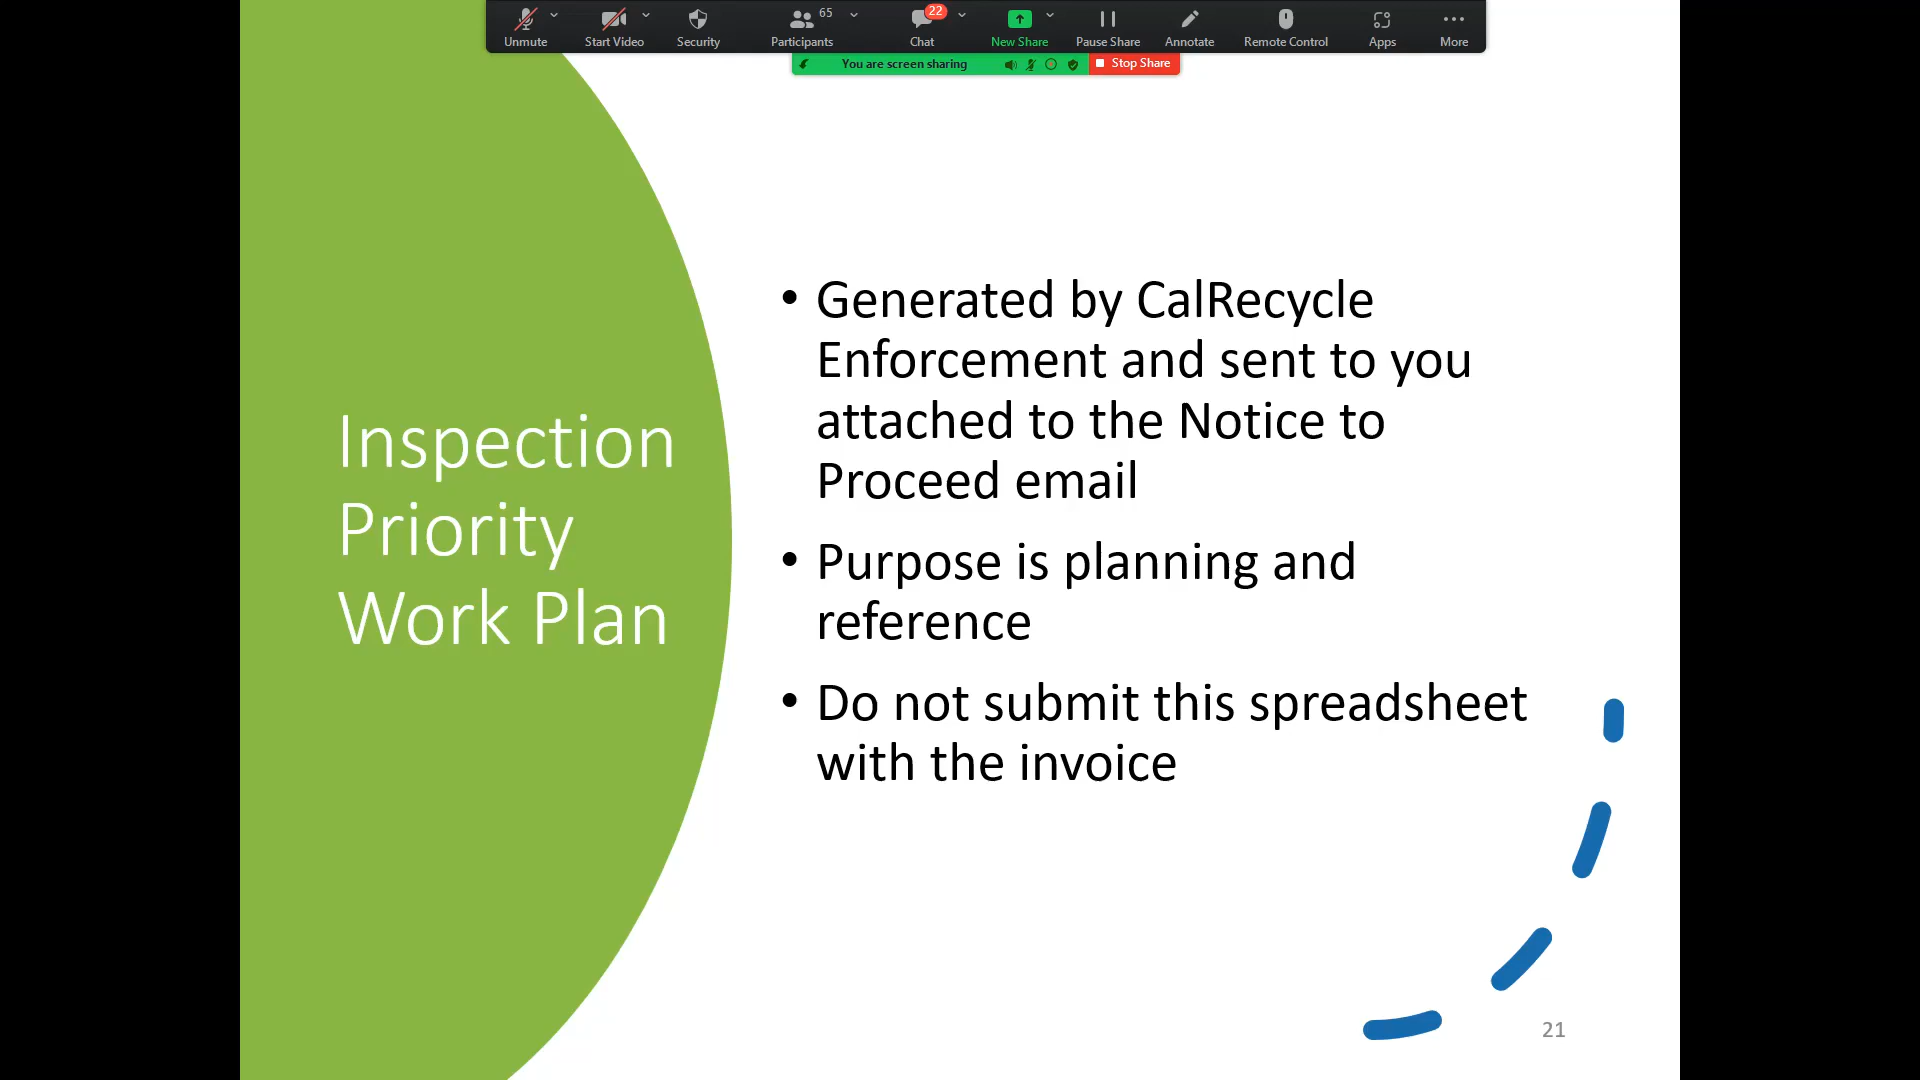 65
22
Unmute
Start Video
Security
Participants
Chat
New Share
Pause Share
Annotate
Remote Control
Apps
More
You are screen sharing
Stop Share
Inspection
Priority
Work Plan
• Generated by CalRecycle
Enforcement and sent to you
attached to the Notice to
Proceed email
• Purpose is planning and
reference
• Do not submit this spreadsheet
with the invoice
21